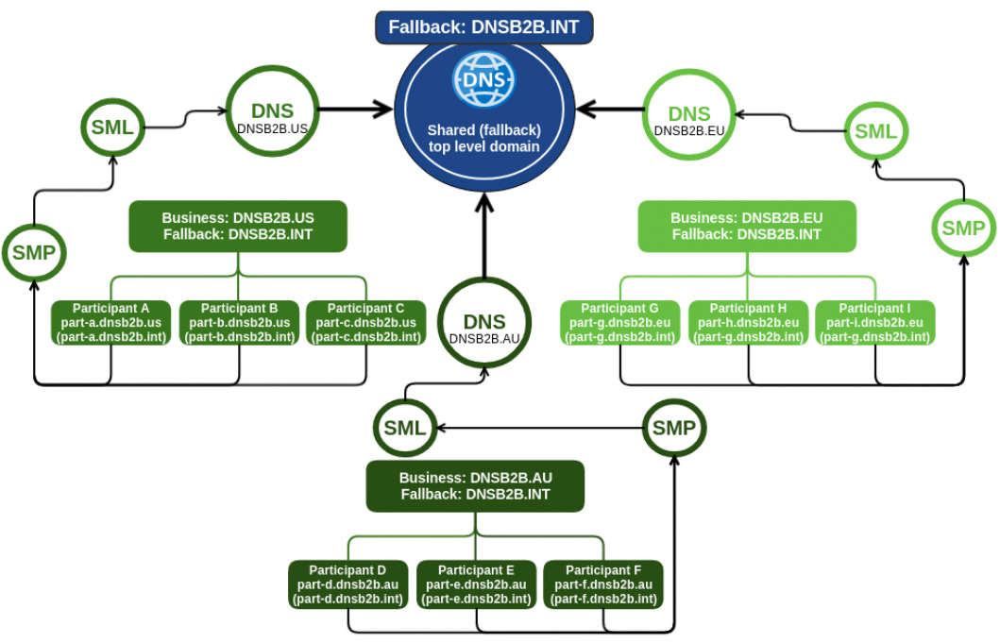 Fallback: DNSB2B.INT
DNS
Shared (fallback)
top level domain
DNS
DNSB2B.US
SML
SMP
DNS
DNSB2B.EU
SML
SMP
Business: DNSB2B.US
Fallback: DNSB2B.INT
Participant A
part-a.dnsb2b.us
(part-a.dnsb2b.int)
Participant B
part-b.dnsb2b.us
(part-b.dnsb2b.int)
Participant C
part-c.dnsb2b.us
(part-c.dnsb2b.int)
Business: DNSB2B.EU
Fallback: DNSB2B.INT
Participant G
part-g.dnsb2b.eu
(part-g.dnsb2b.int)
Participant H
part-h.dnsb2b.eu
(part-g.dnsb2b.int)
Participant I
part-i.dnsb2b.eu
(part-g.dnsb2b.int)
DNS
DNSB2B.AU
SML
SMP
Business: DNSB2B.AU
Fallback: DNSB2B.INT
Participant D
part-d.dnsb2b.au
(part-d.dnsb2b.int)
Participant E
part-e.dnsb2b.au
(part-e.dnsb2b.int)
Participant F
part-f.dnsb2b.au
(part-f.dnsb2b.int)